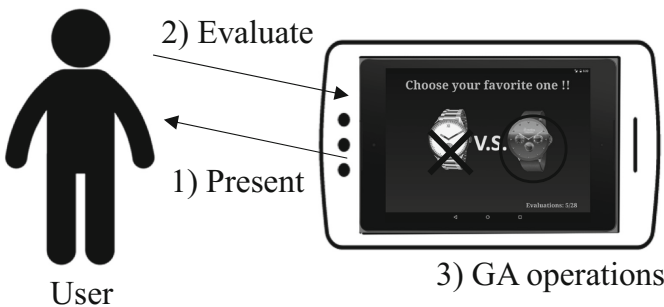 2) Evaluate
Choose your favorite one !!
V.S.
1) Present
Evaluations: 5/28
3) GA operations
User